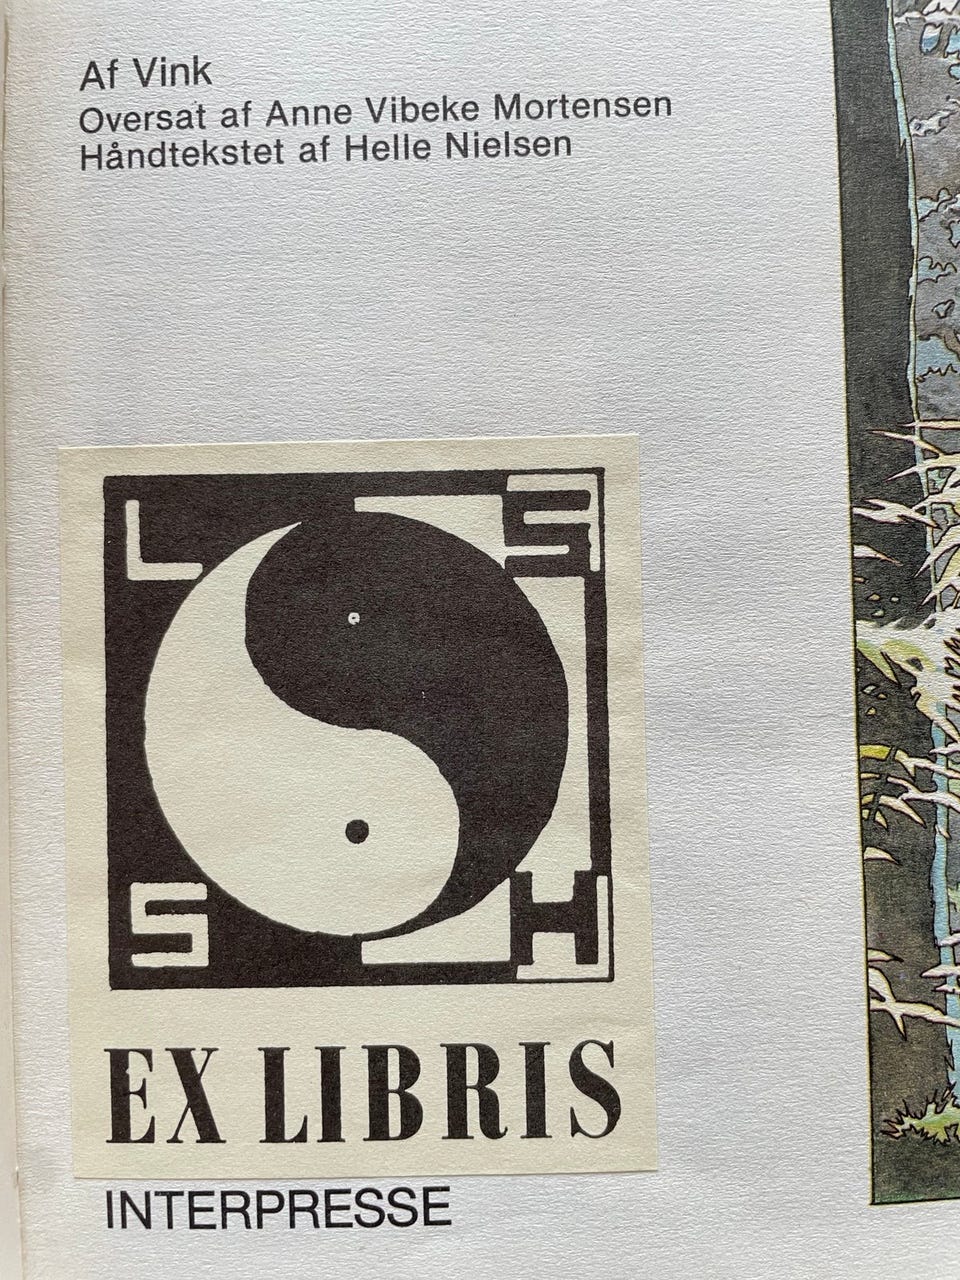 Af Vink
Oversat af Anne Vibeke Mortensen
Håndtekstet af Helle Nielsen
L S
S H
EX LIBRIS
INTERPRESSE